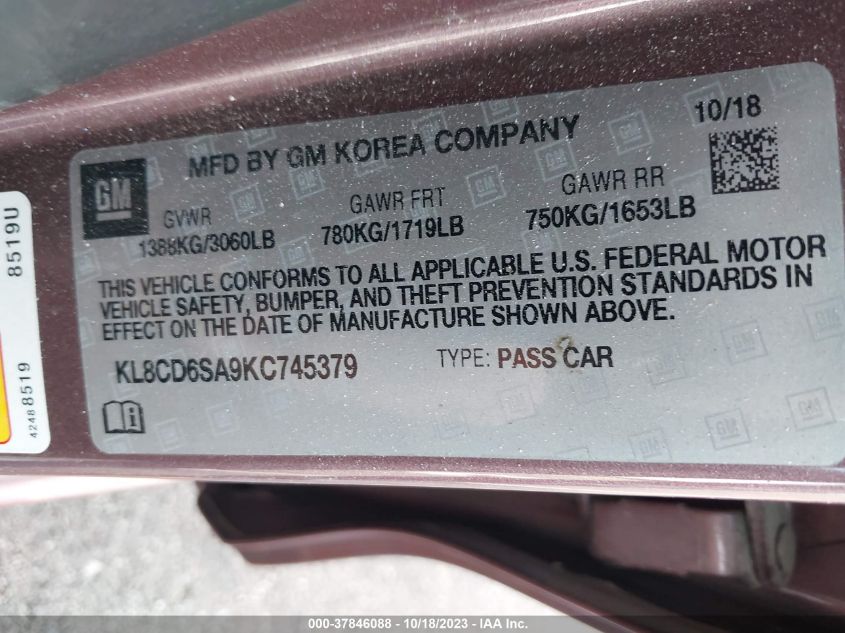 10/18
MFD BY GM KOREA COMPANY
GM
GVWR GAWR FRT GAWR RR
1388KG/3060LB 780KG/1719LB 750KG/1653LB
THIS VEHICLE CONFORMS TO ALL APPLICABLE U.S. FEDERAL MOTOR
VEHICLE SAFETY, BUMPER, AND THEFT PREVENTION STANDARDS IN
EFFECT ON THE DATE OF MANUFACTURE SHOWN ABOVE.
KL8CD6SA9KC745379 TYPE: PASS CAR
8519U
42488519
000-37846088 - 10/18/2023 - IAA Inc.